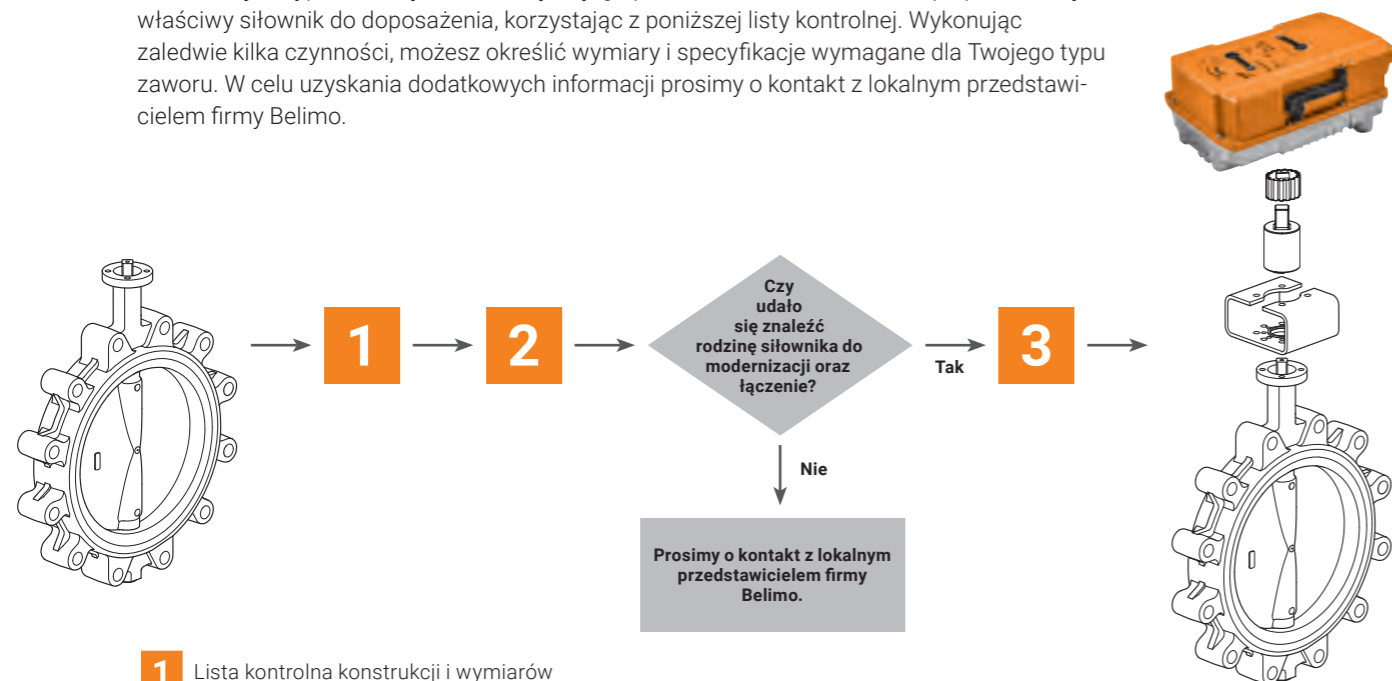 właściwy siłownik do doposażenia, korzystając z poniższej listy kontrolnej. Wykonując
zaledwie kilka czynności, możesz określić wymiary i specyfikacje wymagane dla Twojego typu
zaworu. W celu uzyskania dodatkowych informacji prosimy o kontakt z lokalnym przedstawi-
cielem firmy Belimo.
1
2
Czy
udało
się znaleźć
rodzinę siłownika do
modernizacji oraz
łączenie?
Tak
3
Nie
Prosimy o kontakt z lokalnym
przedstawicielem firmy
Belimo.
1 Lista kontrolna konstrukcji i wymiarów